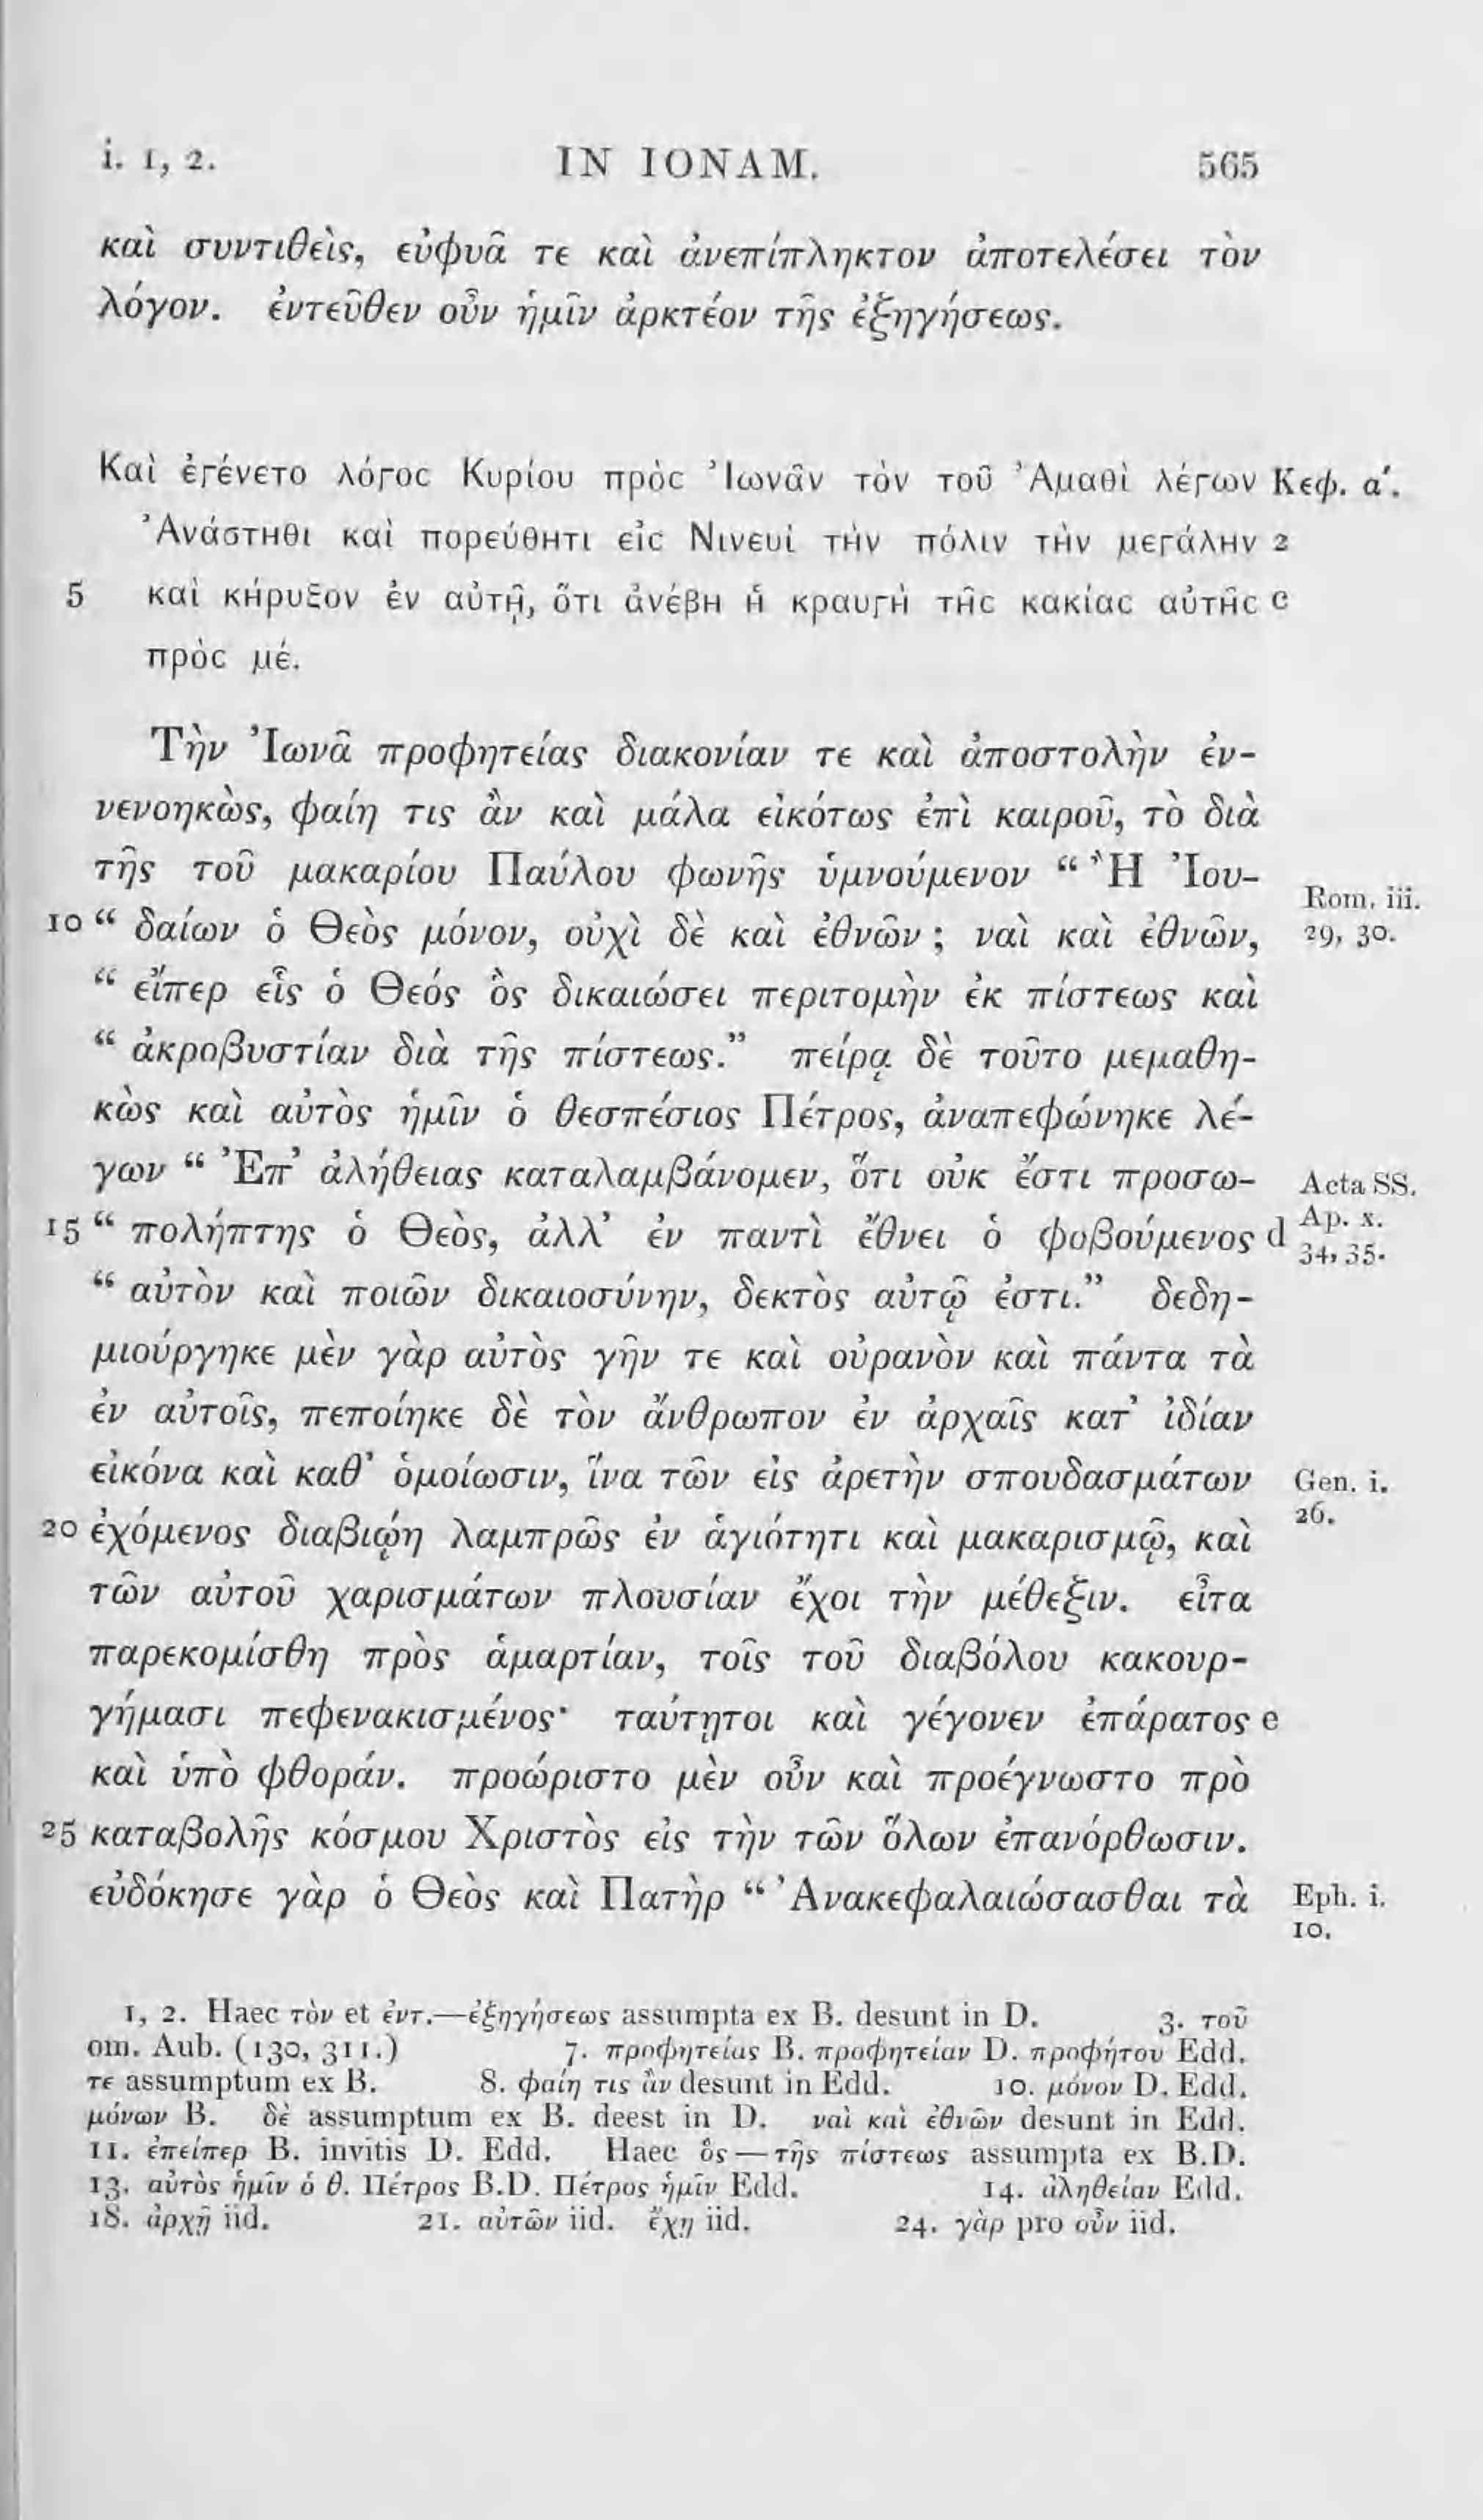 i. 1, 2. IN IONAM. 565
καὶ συντιθεὶς, εὐφυᾶ τε καὶ ἀνεπίπληκτον ἀποτελέσει τὸν
λόγον. ἐντεῦθεν οὖν ἡμῖν ἀρκτέον τῆς ἐξηγήσεως.
Καὶ ἐγένετο λόγος Κυρίου πρὸς Ἰωνᾶν τὸν τοῦ Ἀμαθὶ λέγων Κεφ. α΄.
Ἀνάστηθι καὶ πορεύθητι εἰς Νινευὶ τὴν πόλιν τὴν μεγάλην 2
5 καὶ κήρυξον ἐν αὐτῇ, ὅτι ἀνέβη ἡ κραυγὴ τῆς κακίας αὐτῆς c
πρὸς μέ.
Τὴν Ἰωνᾶ προφητείας διακονίαν τε καὶ ἀποστολὴν ἐν-
νενοηκὼς, φαίη τις ἂν καὶ μάλα εἰκότως ἐπὶ καιροῦ, τὸ διὰ
τῆς τοῦ μακαρίου Παύλου φωνῆς ὑμνούμενον “ Ἢ Ἰου- Rom. iii.
10 “ δαίων ὁ Θεὸς μόνον, οὐχὶ δὲ καὶ ἐθνῶν ; ναὶ καὶ ἐθνῶν, 29, 30.
“ εἴπερ εἷς ὁ Θεός ὃς δικαιώσει περιτομὴν ἐκ πίστεως καὶ
“ ἀκροβυστίαν διὰ τῆς πίστεως.” πείρᾳ δὲ τοῦτο μεμαθη-
κὼς καὶ αὐτὸς ἡμῖν ὁ θεσπέσιος Πέτρος, ἀναπεφώνηκε λέ-
γων “ Ἐπ’ ἀλήθειας καταλαμβάνομεν, ὅτι οὐκ ἔστι προσω- Acta SS.
15 “ πολήπτης ὁ Θεὸς, ἀλλ’ ἐν παντὶ ἔθνει ὁ φοβούμενος d Ap. x.
34, 35.
“ αὐτὸν καὶ ποιῶν δικαιοσύνην, δεκτὸς αὐτῷ ἐστι.” δεδη-
μιούργηκε μὲν γὰρ αὐτὸς γῆν τε καὶ οὐρανὸν καὶ πάντα τὰ
ἐν αὐτοῖς, πεποίηκε δὲ τὸν ἄνθρωπον ἐν ἀρχαῖς κατ’ ἰδίαν
εἰκόνα καὶ καθ’ ὁμοίωσιν, ἵνα τῶν εἰς ἀρετὴν σπουδασμάτων Gen. i.
20 ἐχόμενος διαβιῴη λαμπρῶς ἐν ἁγιότητι καὶ μακαρισμῷ, καὶ 26.
τῶν αὐτοῦ χαρισμάτων πλουσίαν ἔχοι τὴν μέθεξιν. εἶτα
παρεκομίσθη πρὸς ἁμαρτίαν, τοῖς τοῦ διαβόλου κακουρ-
γήμασι πεφενακισμένος· ταύτῃτοι καὶ γέγονεν ἐπάρατος e
καὶ ὑπὸ φθοράν. προώριστο μὲν οὖν καὶ προέγνωστο πρὸ
25 καταβολῆς κόσμου Χριστὸς εἰς τὴν τῶν ὅλων ἐπανόρθωσιν.
εὐδόκησε γὰρ ὁ Θεὸς καὶ Πατὴρ “ Ἀνακεφαλαιώσασθαι τὰ Eph. i.
10.
1, 2. Haec τὸν et ἐντ.—ἐξηγήσεως assumpta ex B. desunt in D. 3. τοῦ
om. Aub. (130, 311.) 7. προφητείας B. προφητείαν D. προφήτου Edd.
τε assumptum ex B. 8. φαίη τις ἂν desunt in Edd. 10. μόνον D. Edd.
μόνων B. δὲ assumptum ex B. deest in D. ναὶ καὶ ἐθνῶν desunt in Edd.
11. ἐπείπερ B. invitis D. Edd. Haec ὃς—τῆς πίστεως assumpta ex B.D.
13. αὐτὸς ἡμῖν ὁ θ. Πέτρος B.D. Πέτρος ἡμῖν Edd. 14. ἀληθείαν Edd.
18. ἀρχῇ iid. 21. αὐτῶν iid. ἔχῃ iid. 24. γὰρ pro οὖν iid.